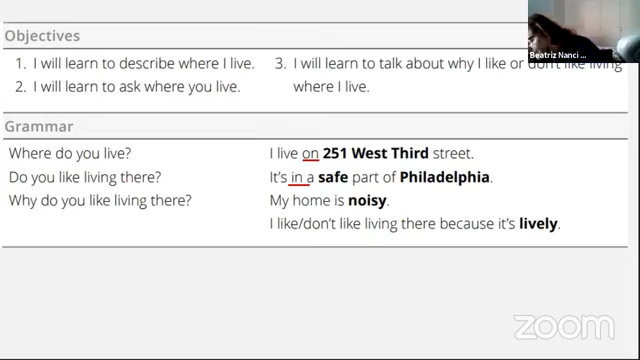 Objectives
1. I will learn to describe where I live.
2. I will learn to ask where you live.
3. I will learn to talk about why I like or don't like living
where I live.
Grammar
Where do you live?
I live on 251 West Third street.
Do you like living there?
It's in a safe part of Philadelphia.
Why do you like living there?
My home is noisy.
I like/don't like living there because it's lively.
Beatriz Nanci ...
zoom